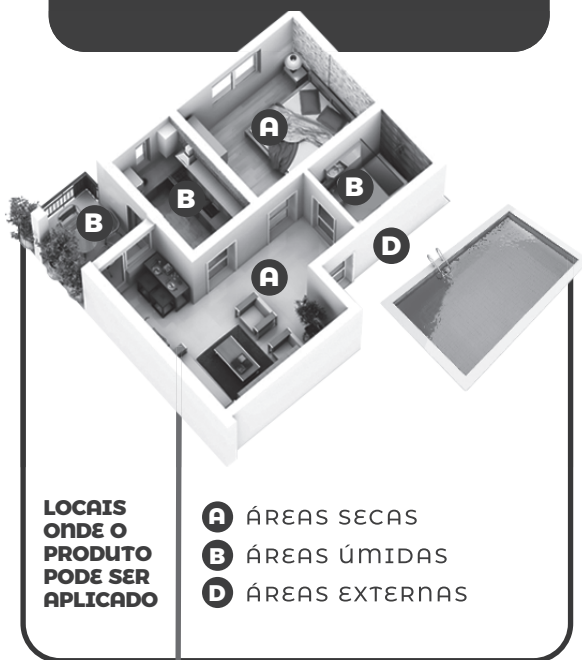 A
B
B
B
D
A
LOCAIS
ONDE O
PRODUTO
PODE SER
APLICADO
A ÁREAS SECAS
B ÁREAS ÚMIDAS
D ÁREAS EXTERNAS